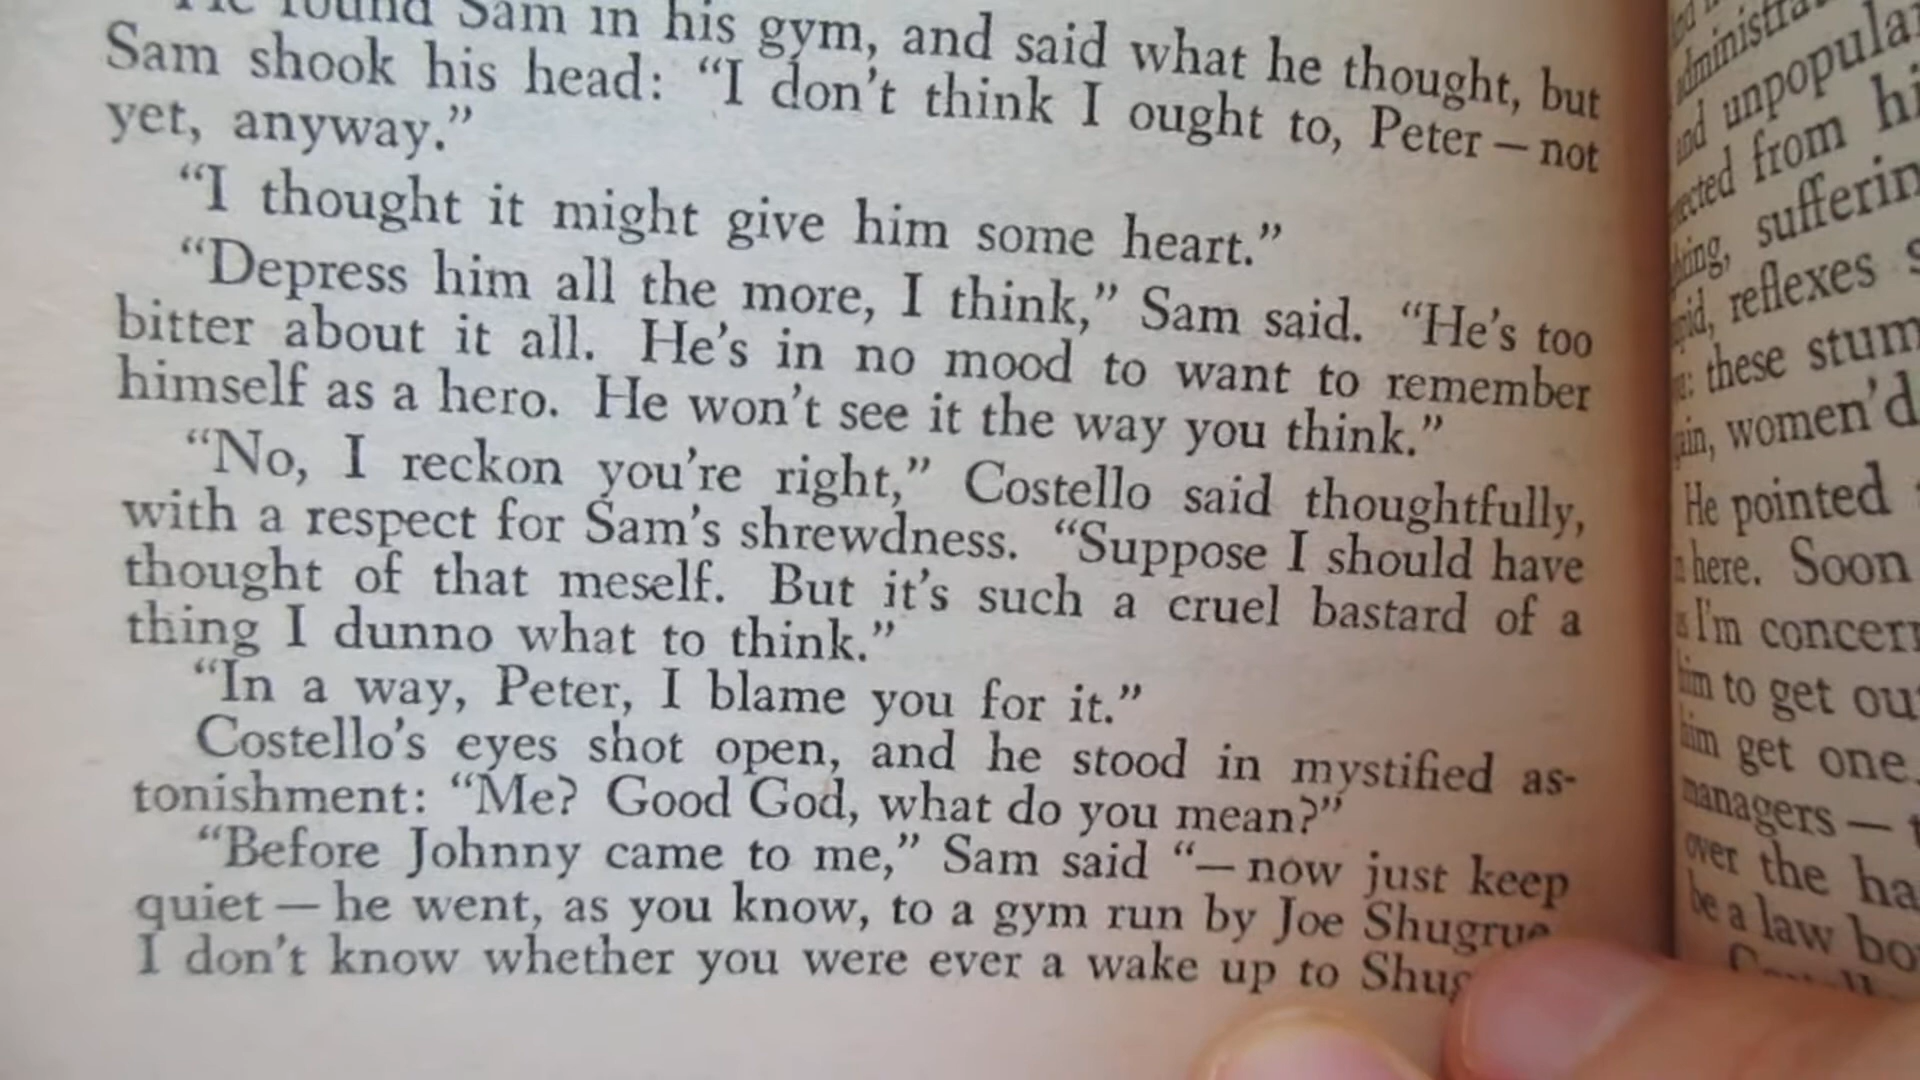 He found Sam in his gym, and said what he thought, but
Sam shook his head: “I don’t think I ought to, Peter — not
yet, anyway.”
“I thought it might give him some heart.”
“Depress him all the more, I think,” Sam said. “He’s too
bitter about it all. He’s in no mood to want to remember
himself as a hero. He won’t see it the way you think.”
“No, I reckon you’re right,” Costello said thoughtfully,
with a respect for Sam’s shrewdness. “Suppose I should have
thought of that meself. But it’s such a cruel bastard of a
thing I dunno what to think.”
“In a way, Peter, I blame you for it.”
Costello’s eyes shot open, and he stood in mystified as-
tonishment: “Me? Good God, what do you mean?”
“Before Johnny came to me,” Sam said “— now just keep
quiet — he went, as you know, to a gym run by Joe Shugrue
I don’t know whether you were ever a wake up to Shug
unpopular
from hi
reflexes
these stum
women’d
He pointed
here. Soon
I’m concer
to get ou
get one.
managers —
over the ha
be a law bo